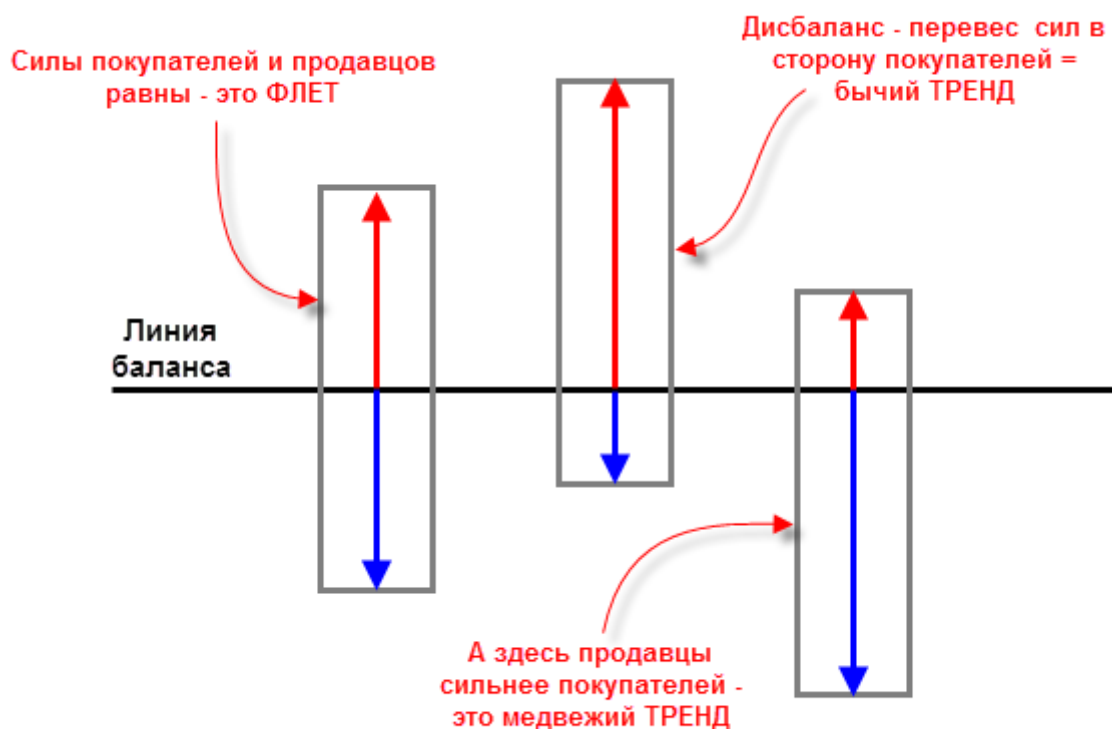 Силы покупателей и продавцов
равны - это ФЛЕТ
Дисбаланс - перевес сил в
сторону покупателей =
бычий ТРЕНД
Линия
баланса
А здесь продавцы
сильнее покупателей -
это медвежий ТРЕНД